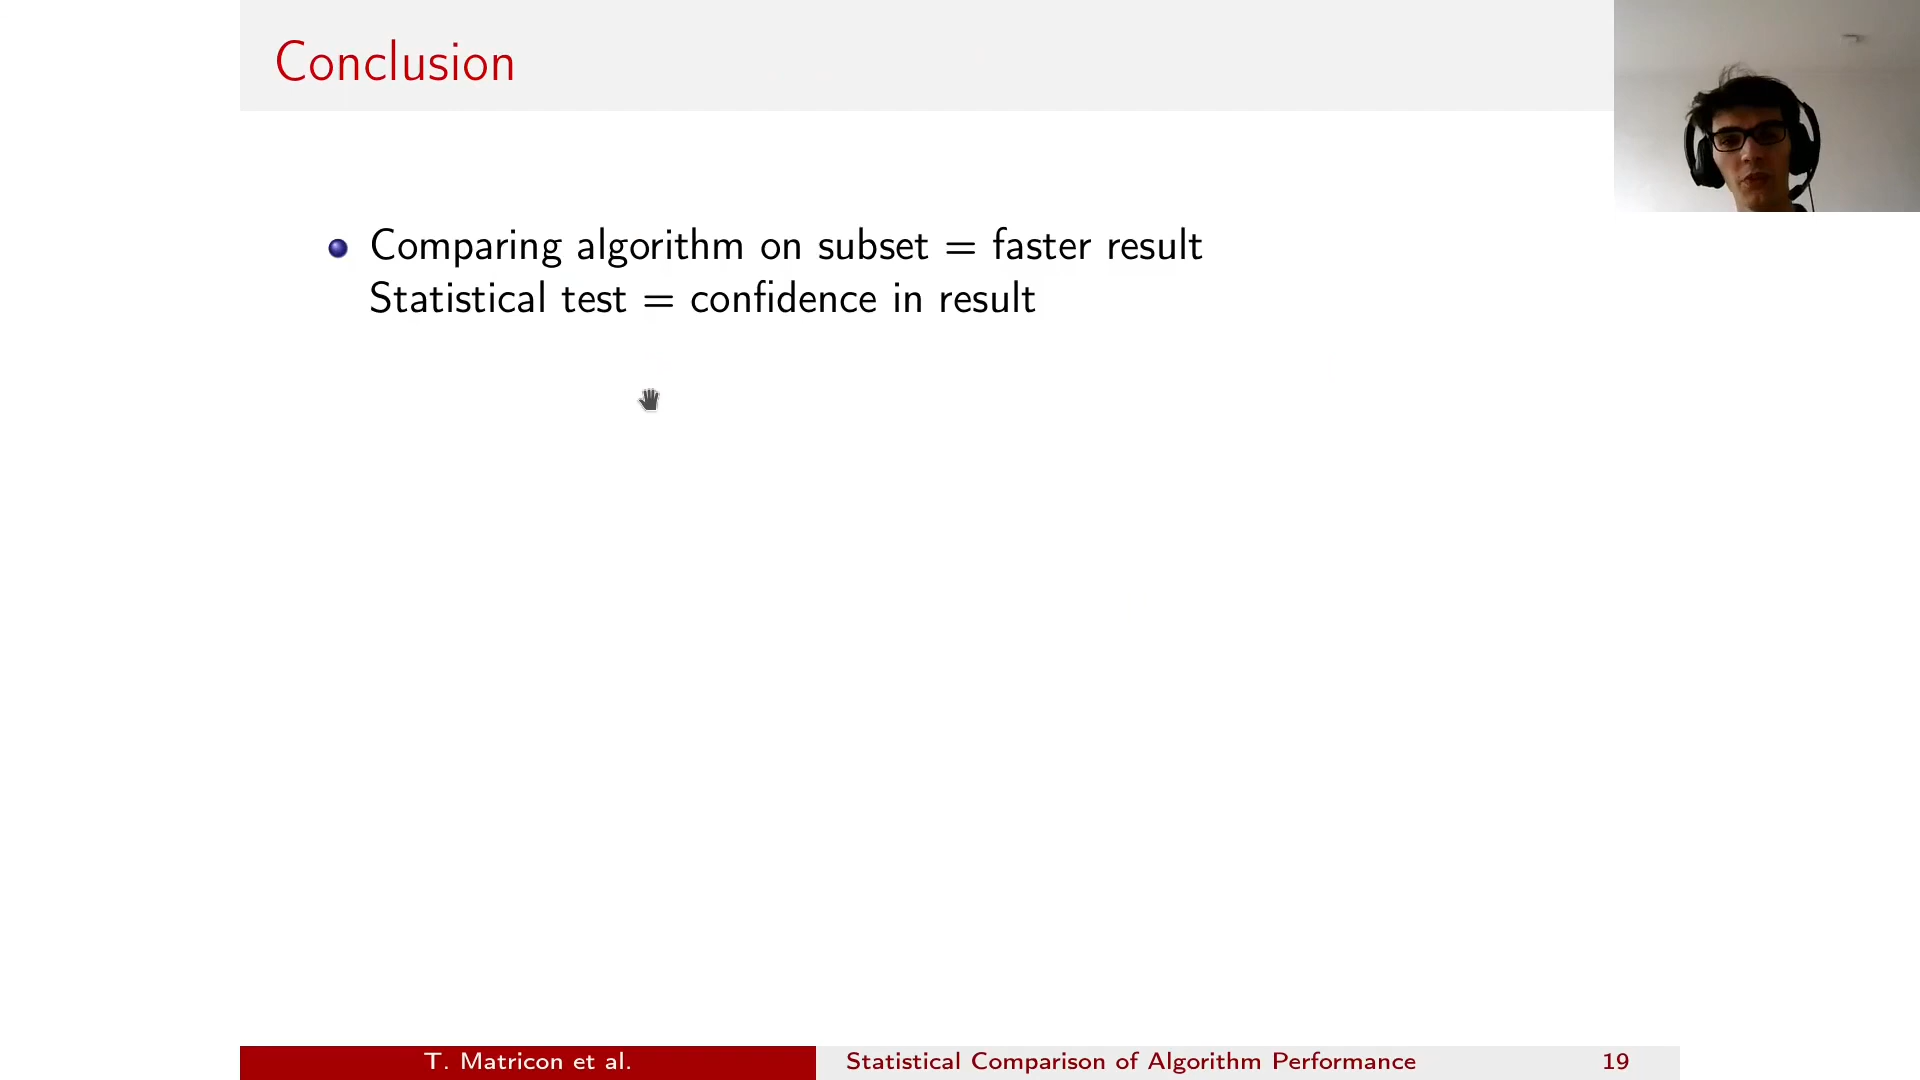 Conclusion
Comparing algorithm on subset = faster result
Statistical test = confidence in result
T. Matricon et al.
Statistical Comparison of Algorithm Performance
19